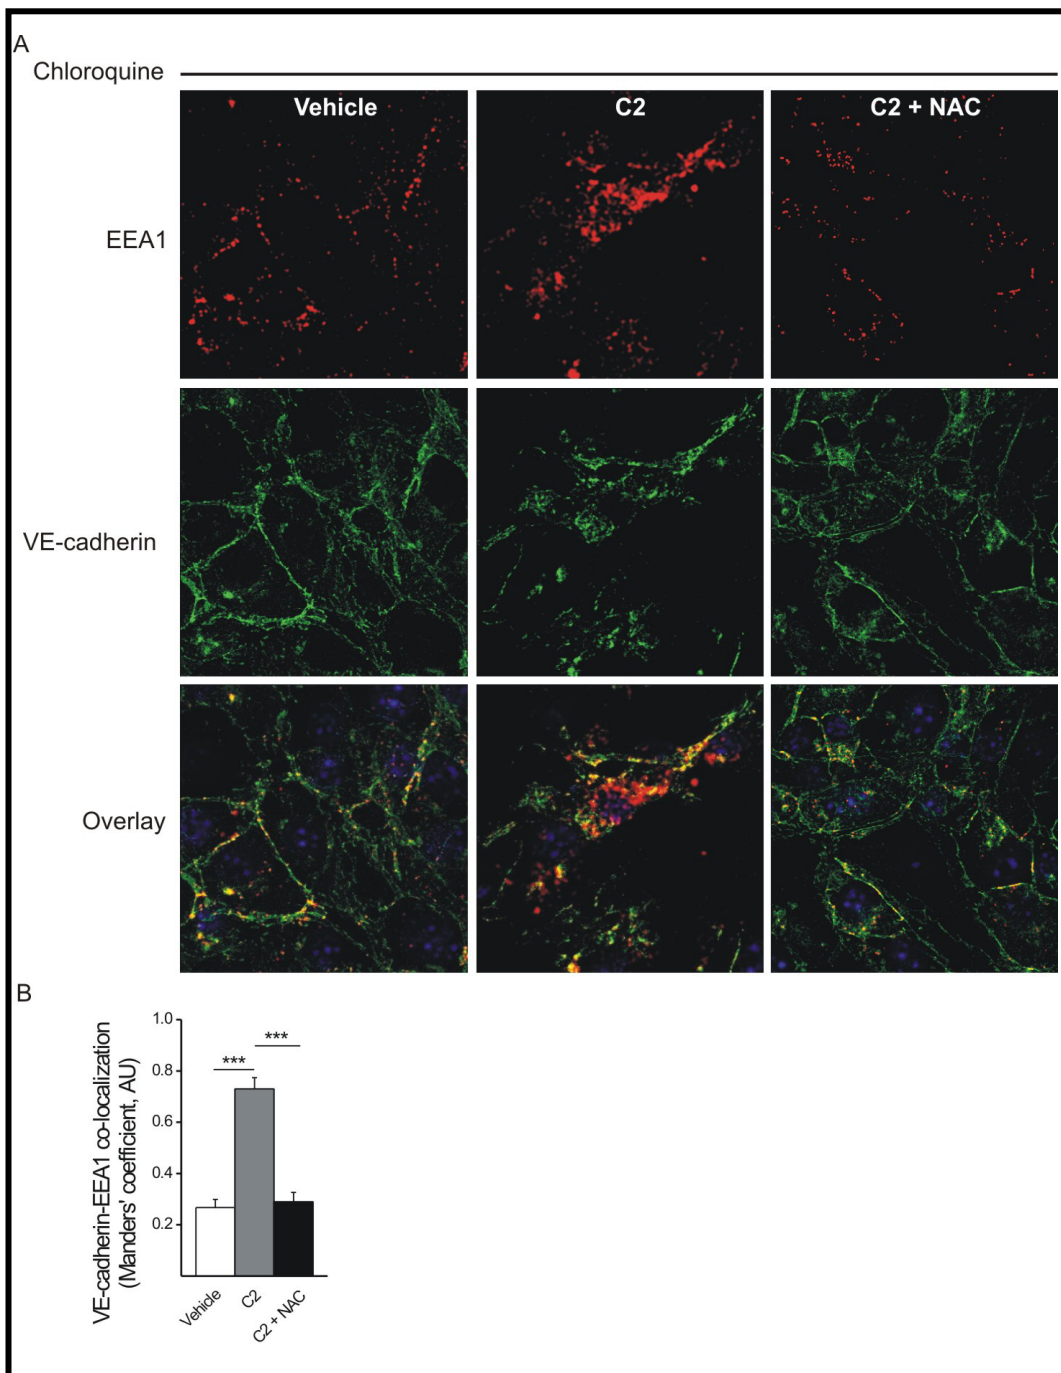 A
Chloroquine
Vehicle C2 C2 + NAC
EEA1
VE-cadherin
Overlay
B
VE-cadherin-EEA1 co-localization
(Manders' coefficient, AU)
1.0
0.8
0.6
0.4
0.2
*** ***
Vehicle C2 C2 + NAC